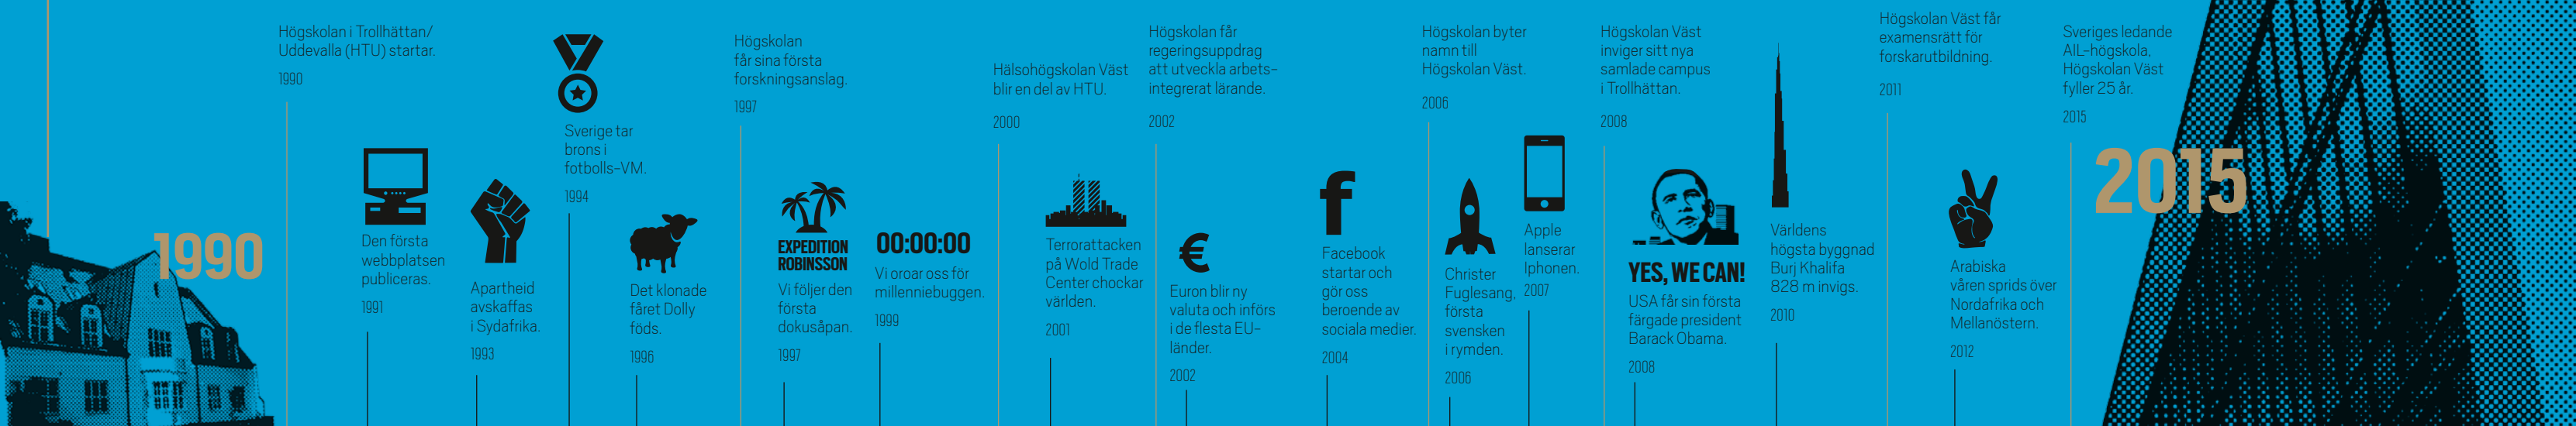 1990
Högskolan i Trollhättan/
Uddevalla (HTU) startar.
1990
Den första
webbplatsen
publiceras.
1991
Apartheid
avskaffas
i Sydafrika.
1993
Sverige tar
brons i
fotbolls-VM.
1994
Det klonade
fåret Dolly
föds.
1996
Högskolan
får sina första
forskningsanslag.
1997
EXPEDITION
ROBINSSON
Vi följer den
första
dokusåpan.
1997
00:00:00
Vi oroar oss för
millenniebuggen.
1999
Hälsohögskolan Väst
blir en del av HTU.
2000
Terrorattacken
på Wold Trade
Center chockar
världen.
2001
Högskolan får
regeringsuppdrag
att utveckla arbets-
integrerat lärande.
2002
€
Euron blir ny
valuta och införs
i de flesta EU-
länder.
2002
f
Facebook
startar och
gör oss
beroende av
sociala medier.
2004
Högskolan byter
namn till
Högskolan Väst.
2006
Christer
Fuglesang,
första
svensken
i rymden.
2006
Apple
lanserar
Iphonen.
2007
Högskolan Väst
inviger sitt nya
samlade campus
i Trollhättan.
2008
YES, WE CAN!
USA får sin första
färgade president
Barack Obama.
2008
Världens
högsta byggnad
Burj Khalifa
828 m invigs.
2010
Högskolan Väst får
examensrätt för
forskarutbildning.
2011
Arabiska
våren sprids över
Nordafrika och
Mellanöstern.
2012
Sveriges ledande
AIL-högskola,
Högskolan Väst
fyller 25 år.
2015
2015